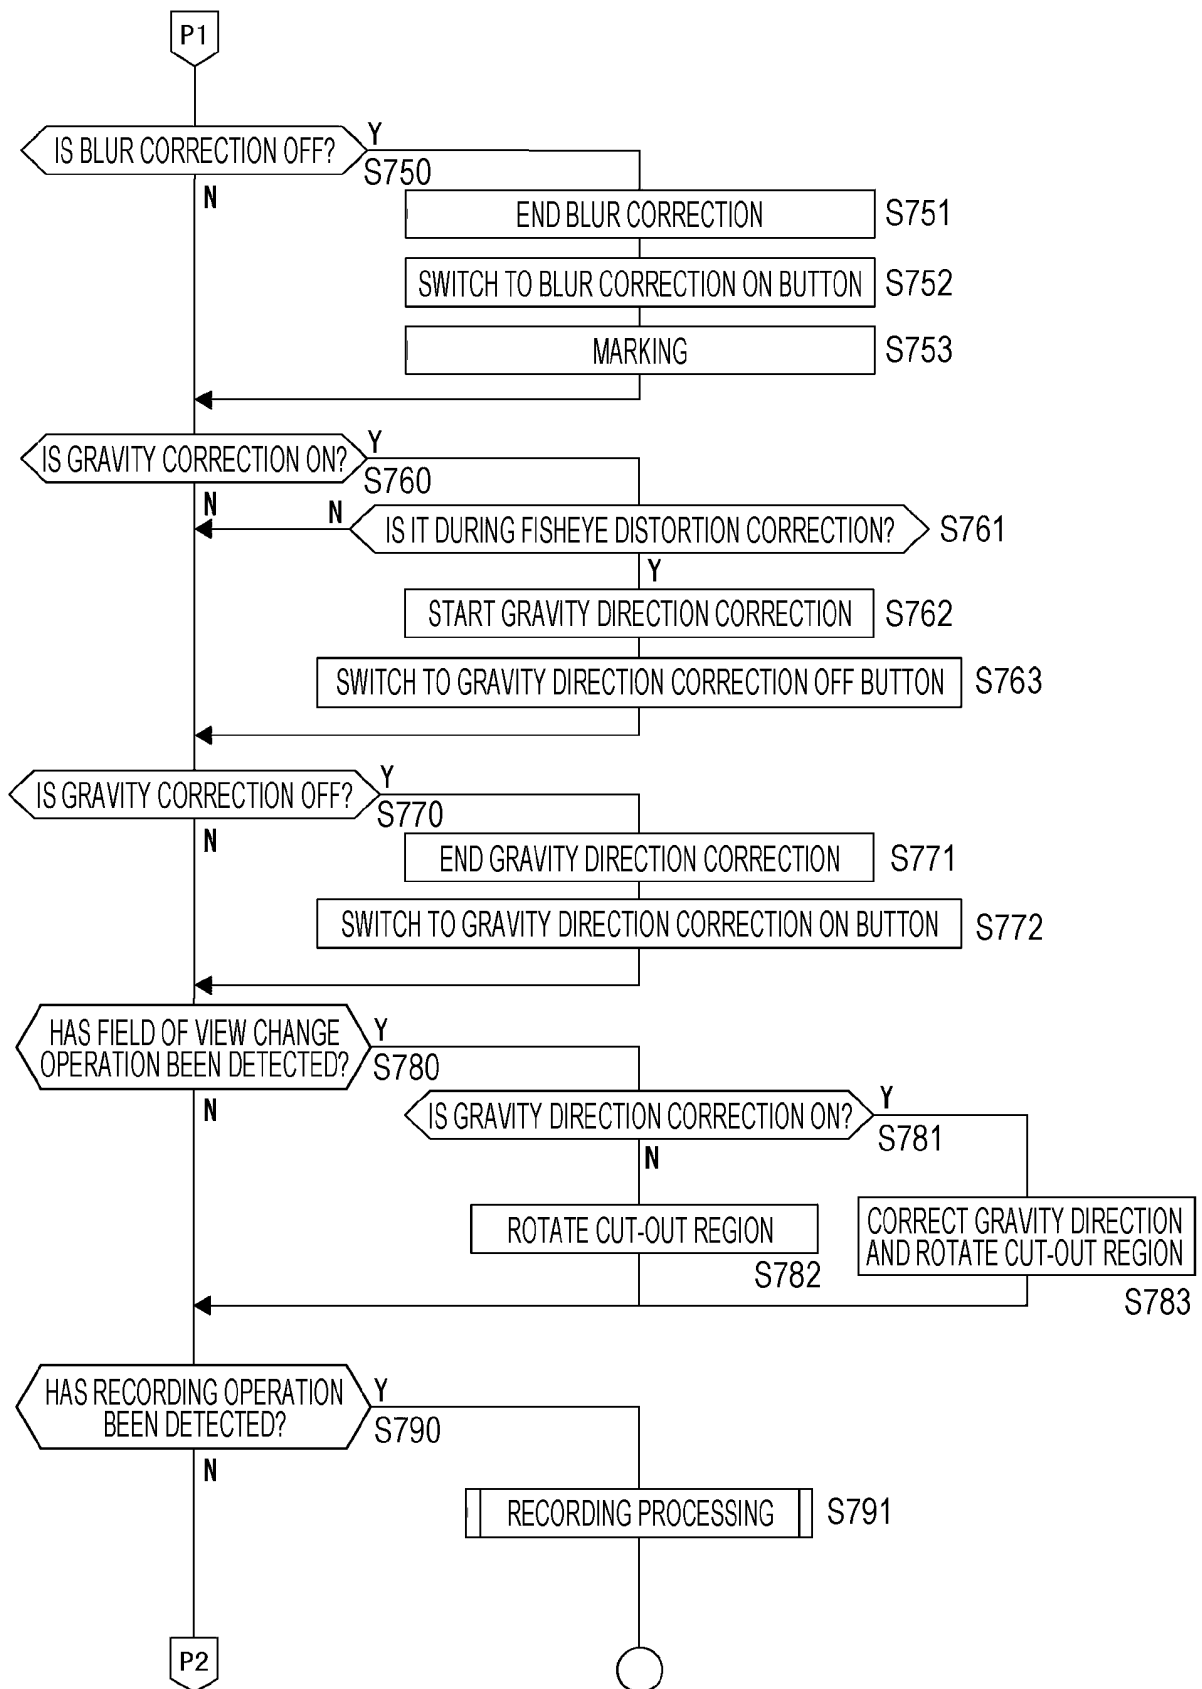 P1
IS BLUR CORRECTION OFF?
Y
S750
N
END BLUR CORRECTION
S751
SWITCH TO BLUR CORRECTION ON BUTTON
S752
MARKING
S753
IS GRAVITY CORRECTION ON?
Y
S760
N
N
IS IT DURING FISHEYE DISTORTION CORRECTION?
S761
Y
START GRAVITY DIRECTION CORRECTION
S762
SWITCH TO GRAVITY DIRECTION CORRECTION OFF BUTTON
S763
IS GRAVITY CORRECTION OFF?
Y
S770
N
END GRAVITY DIRECTION CORRECTION
S771
SWITCH TO GRAVITY DIRECTION CORRECTION ON BUTTON
S772
HAS FIELD OF VIEW CHANGE
OPERATION BEEN DETECTED?
Y
S780
N
IS GRAVITY DIRECTION CORRECTION ON?
Y
S781
N
ROTATE CUT-OUT REGION
S782
CORRECT GRAVITY DIRECTION
AND ROTATE CUT-OUT REGION
S783
HAS RECORDING OPERATION
BEEN DETECTED?
Y
S790
N
RECORDING PROCESSING
S791
P2